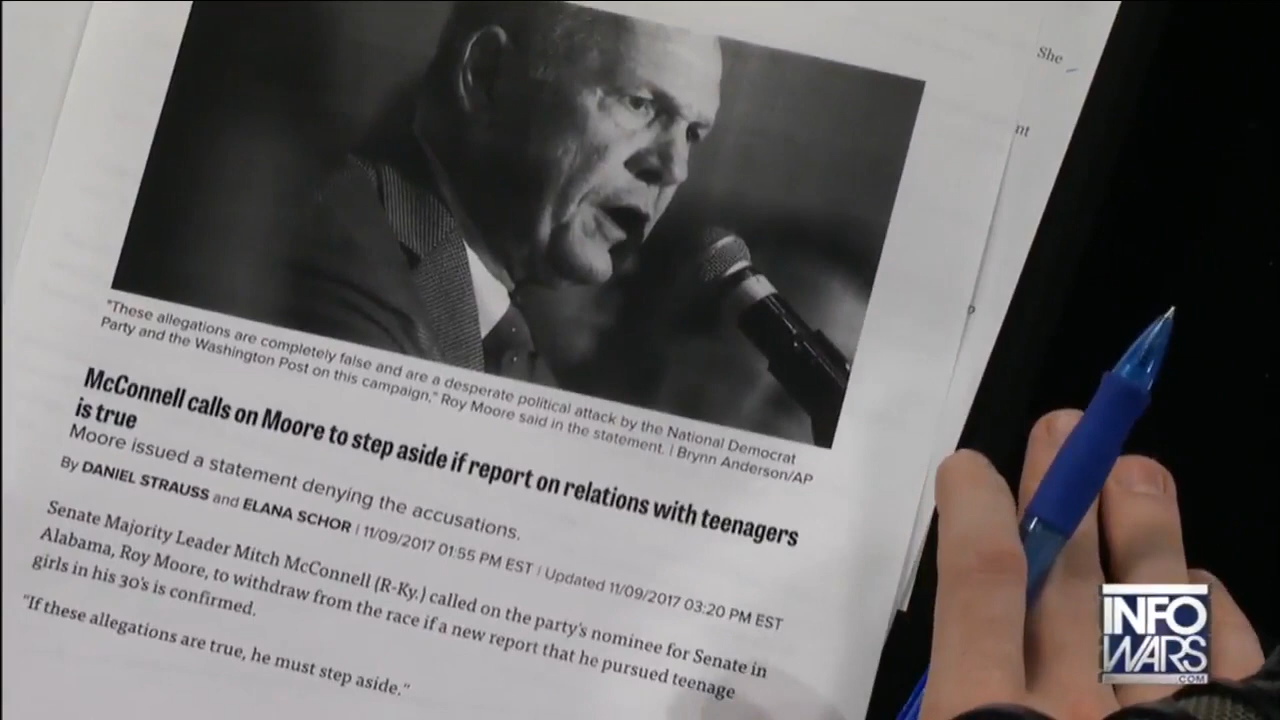 She
nt
"These allegations are completely false and are a desperate political attack by the National Democrat
Party and the Washington Post on this campaign," Roy Moore said in the statement. | Brynn Anderson/AP
McConnell calls on Moore to step aside if report on relations with teenagers
is true
Moore issued a statement denying the accusations.
By DANIEL STRAUSS and ELANA SCHOR | 11/09/2017 01:55 PM EST | Updated 11/09/2017 03:20 PM EST
Senate Majority Leader Mitch McConnell (R-Ky.) called on the party's nominee for Senate in
Alabama, Roy Moore, to withdraw from the race if a new report that he pursued teenage
girls in his 30's is confirmed.
"If these allegations are true, he must step aside."
INFO
WARS
.COM